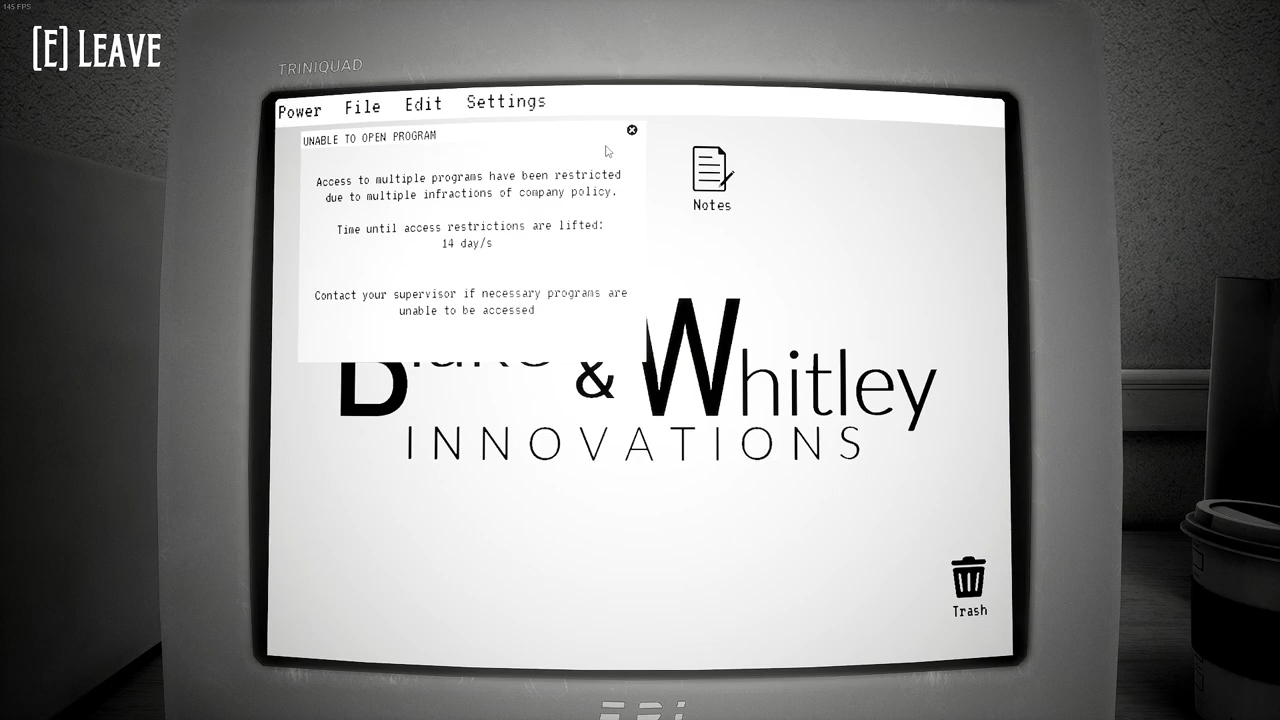 145 FPS
[E] LEAVE
TRINIQUAD
Power File Edit Settings
UNABLE TO OPEN PROGRAM
Access to multiple programs have been restricted
due to multiple infractions of company policy.
Time until access restrictions are lifted:
14 day/s
Contact your supervisor if necessary programs are
unable to be accessed
Notes
& Whitley
INNOVATIONS
Trash